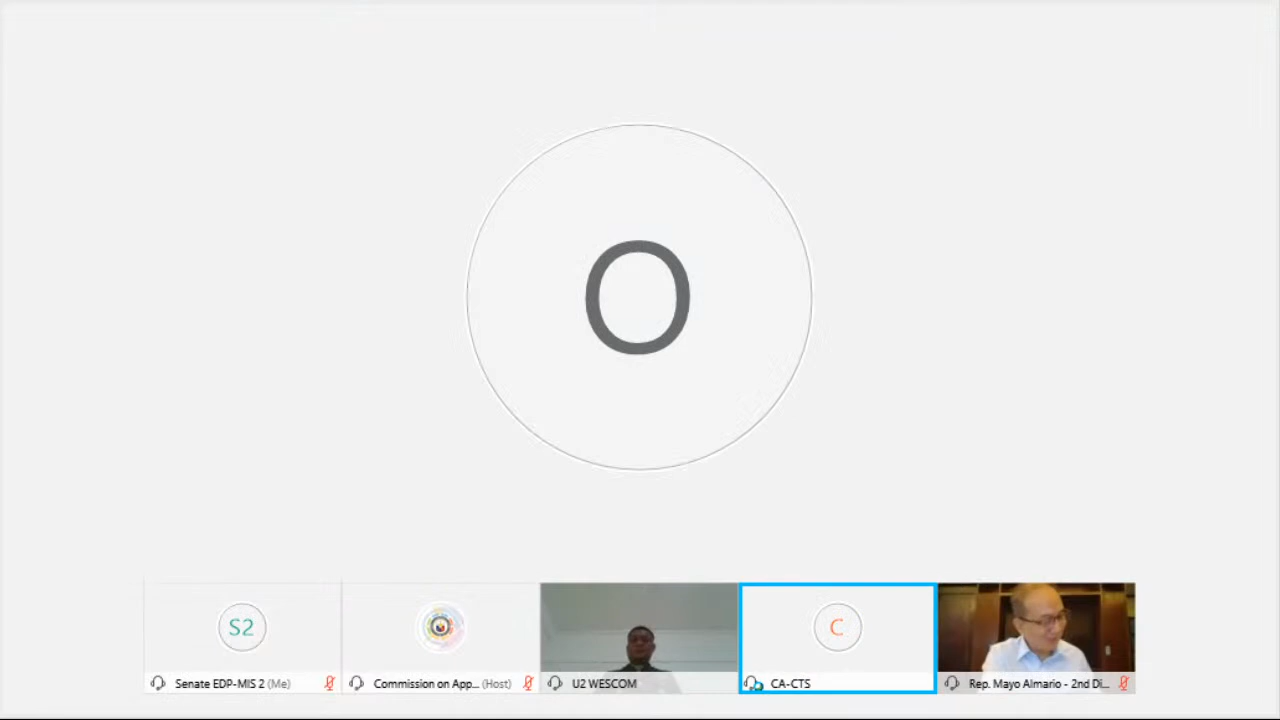 O
S2
C
Senate EDP-MIS 2 (Me)
Commission on App... (Host)
U2 WESCOM
CA-CTS
Rep. Mayo Almario - 2nd Di...